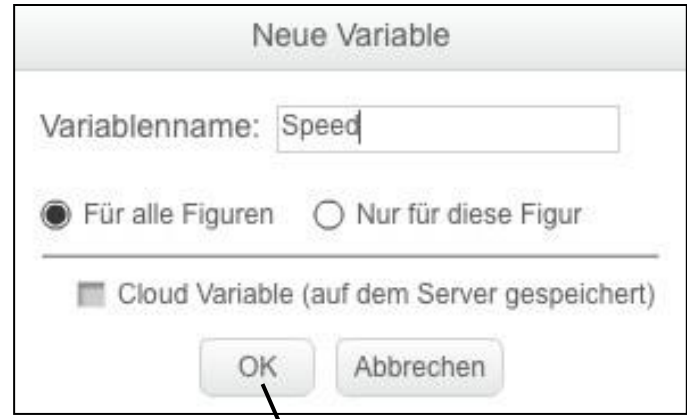 Neue Variable
Variablenname: Speed
Für alle Figuren Nur für diese Figur
Cloud Variable (auf dem Server gespeichert)
OK Abbrechen